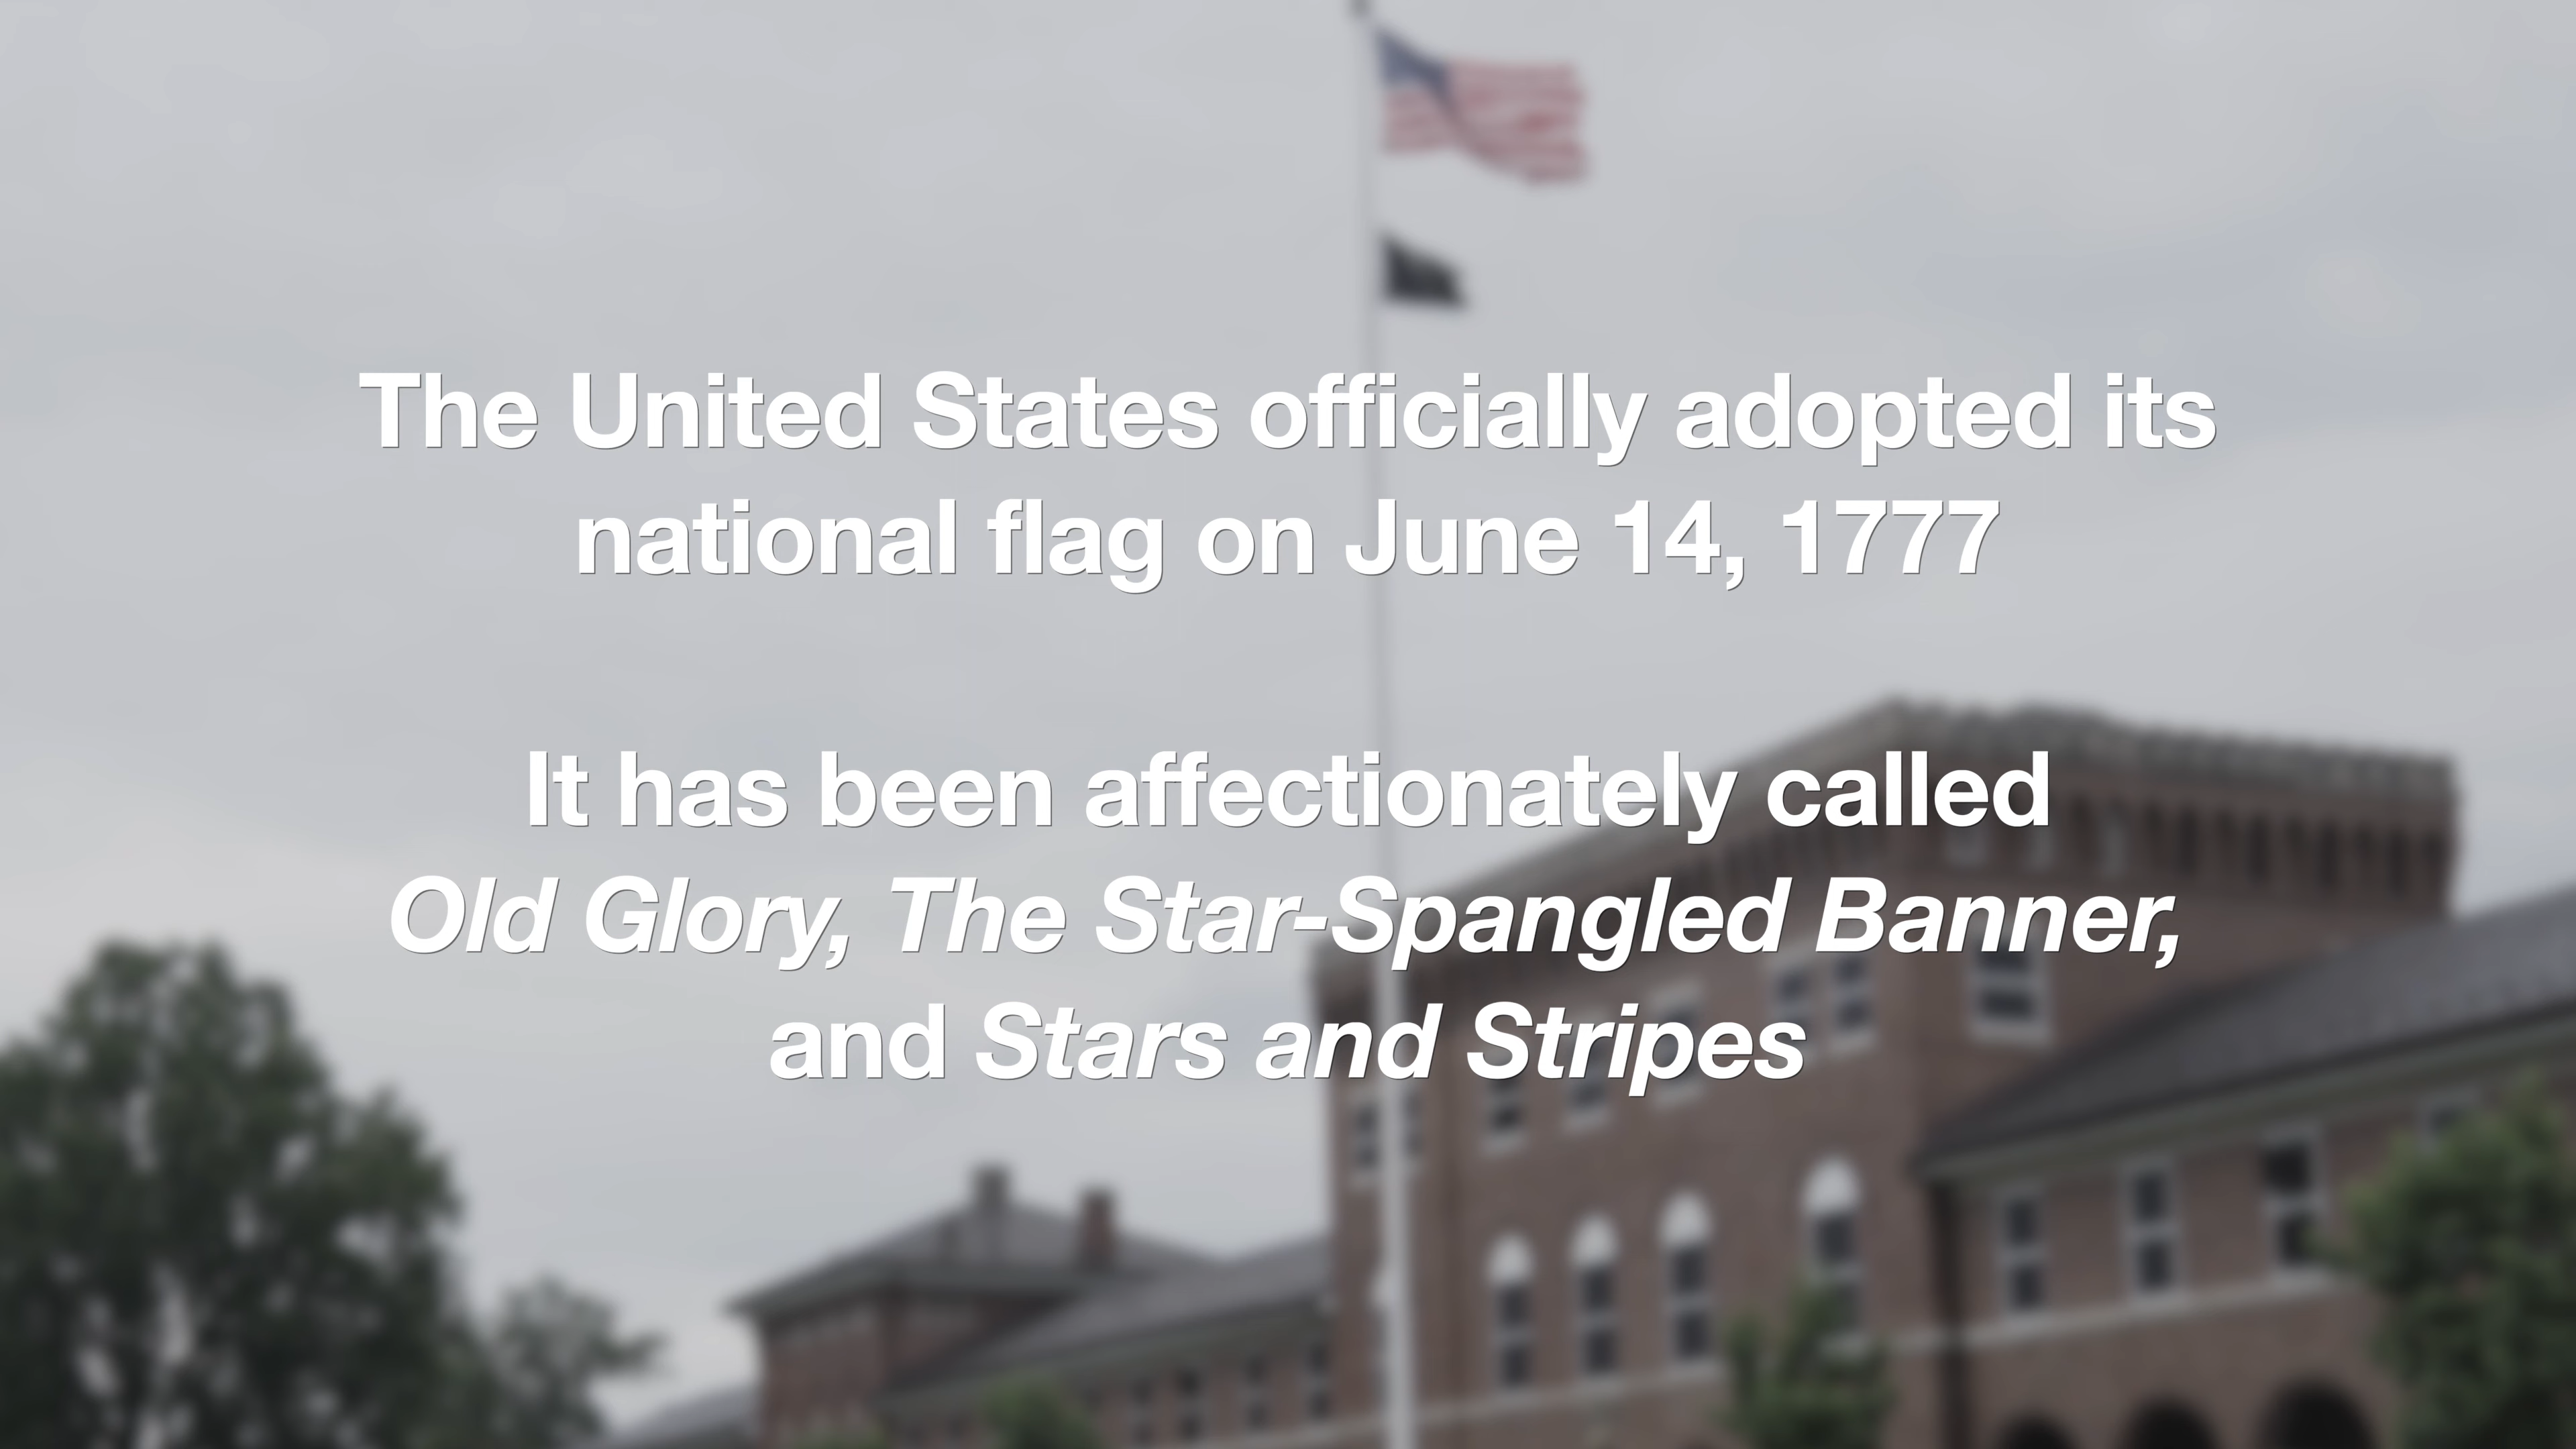 The United States officially adopted its
national flag on June 14, 1777
It has been affectionately called
Old Glory, The Star-Spangled Banner,
and Stars and Stripes